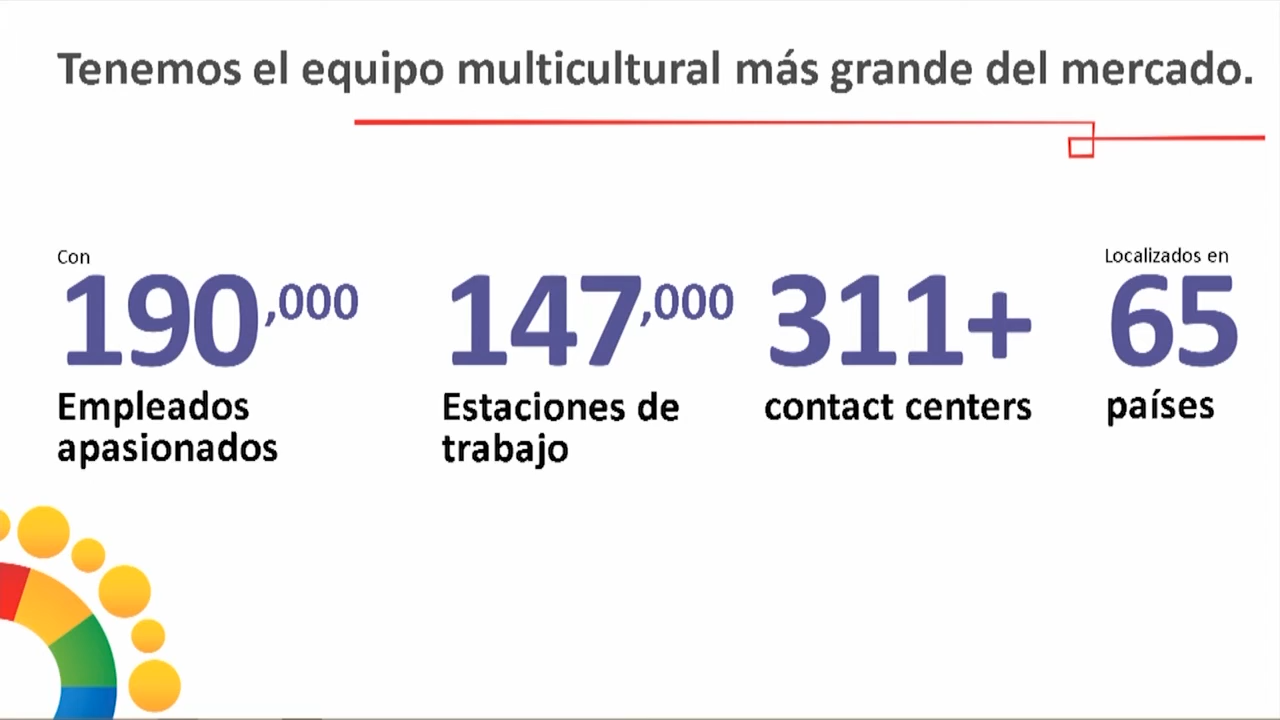 Tenemos el equipo multicultural más grande del mercado.
Con
190,000
Empleados
apasionados
147,000
Estaciones de
trabajo
311+
contact centers
Localizados en
65
países